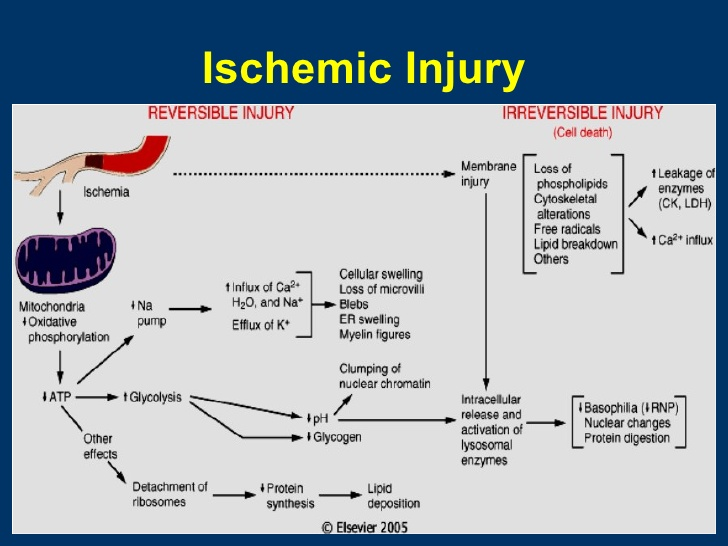 Ischemic Injury
REVERSIBLE INJURY
IRREVERSIBLE INJURY
(Cell death)
Ischemia
Membrane
injury
Loss of
phospholipids
Cytoskeletal
alterations
Free radicals
Lipid breakdown
Others
↑ Leakage of
enzymes
(CK, LDH)
↑ Ca²⁺ influx
Mitochondria
↓ Oxidative
phosphorylation
↓ Na
pump
↑ Influx of Ca²⁺
H₂O, and Na⁺
Efflux of K⁺
Cellular swelling
Loss of microvilli
Blebs
ER swelling
Myelin figures
Clumping of
nuclear chromatin
↓ ATP
↑ Glycolysis
↓ pH
↓ Glycogen
Intracellular
release and
activation of
lysosomal
enzymes
↓ Basophilia (↓ RNP)
Nuclear changes
Protein digestion
Other
effects
Detachment of
ribosomes
↓ Protein
synthesis
Lipid
deposition
© Elsevier 2005